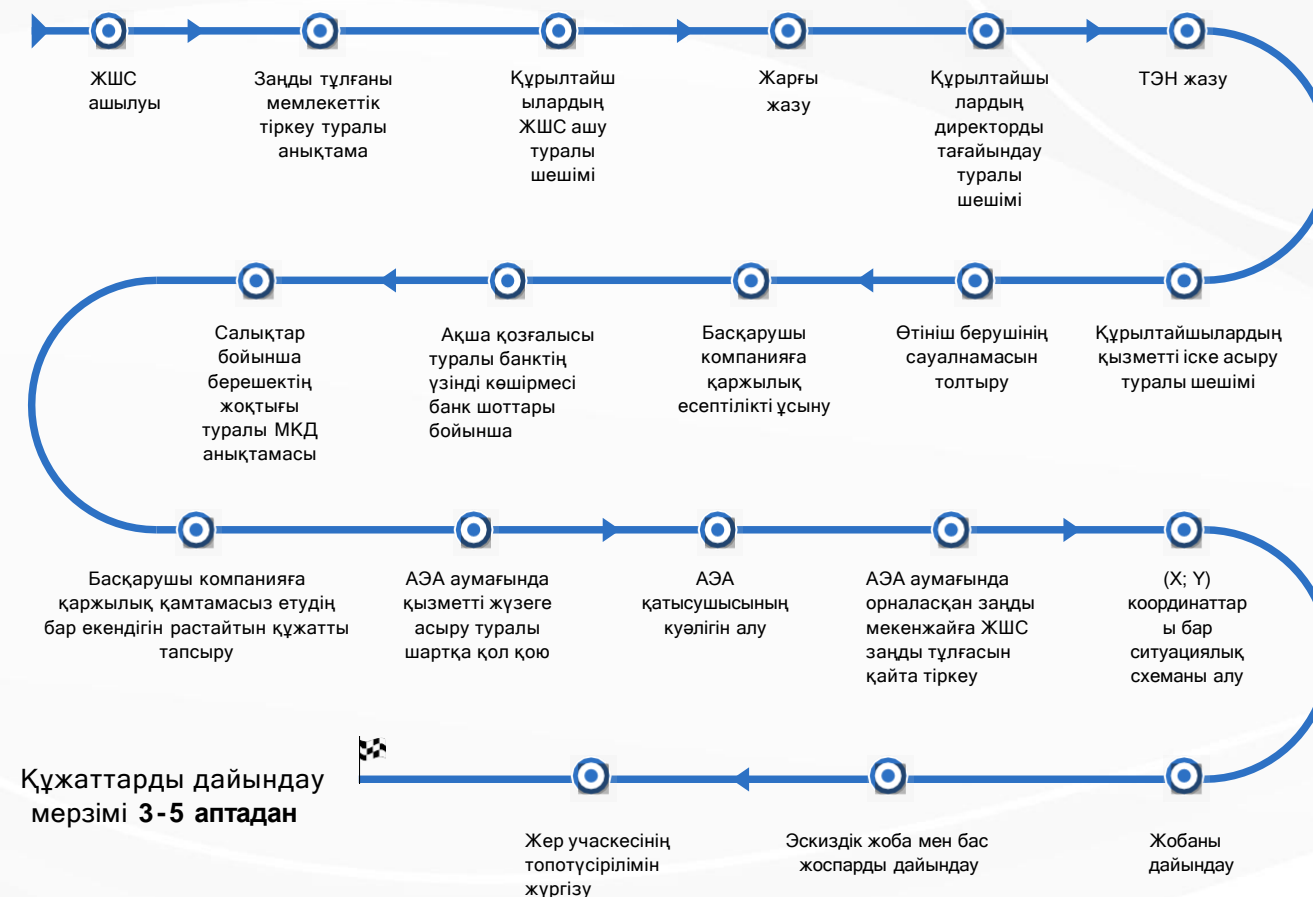 ЖШС
ашылуы
Заңды тұлғаны
мемлекеттік
тіркеу туралы
анықтама
Құрылтайш
ылардың
ЖШС ашу
туралы
шешімі
Жарғы
жазу
Құрылтайшы
лардың
директорды
тағайындау
туралы
шешімі
ТЭН жазу
Құрылтайшылардың
қызметті іске асыру
туралы шешімі
Өтініш берушінің
сауалнамасын
толтыру
Басқарушы
компанияға
қаржылық
есептілікті ұсыну
Ақша қозғалысы
туралы банктің
үзінді көшірмесі
банк шоттары
бойынша
Салықтар
бойынша
берешектің
жоқтығы
туралы МКД
анықтамасы
Басқарушы компанияға
қаржылық қамтамасыз етудің
бар екендігін растайтын құжатты
тапсыру
АЭА аумағында
қызметті жүзеге
асыру туралы
шартқа қол қою
АЭА
қатысушысының
куәлігін алу
АЭА аумағында
орналасқан заңды
мекенжайға ЖШС
заңды тұлғасын
қайта тіркеу
(X; Y)
координаттар
ы бар
ситуациялық
схеманы алу
Жобаны
дайындау
Эскиздік жоба мен бас
жоспарды дайындау
Жер учаскесінің
топотүсірілімін
жүргізу
Құжаттарды дайындау
мерзімі 3-5 аптадан